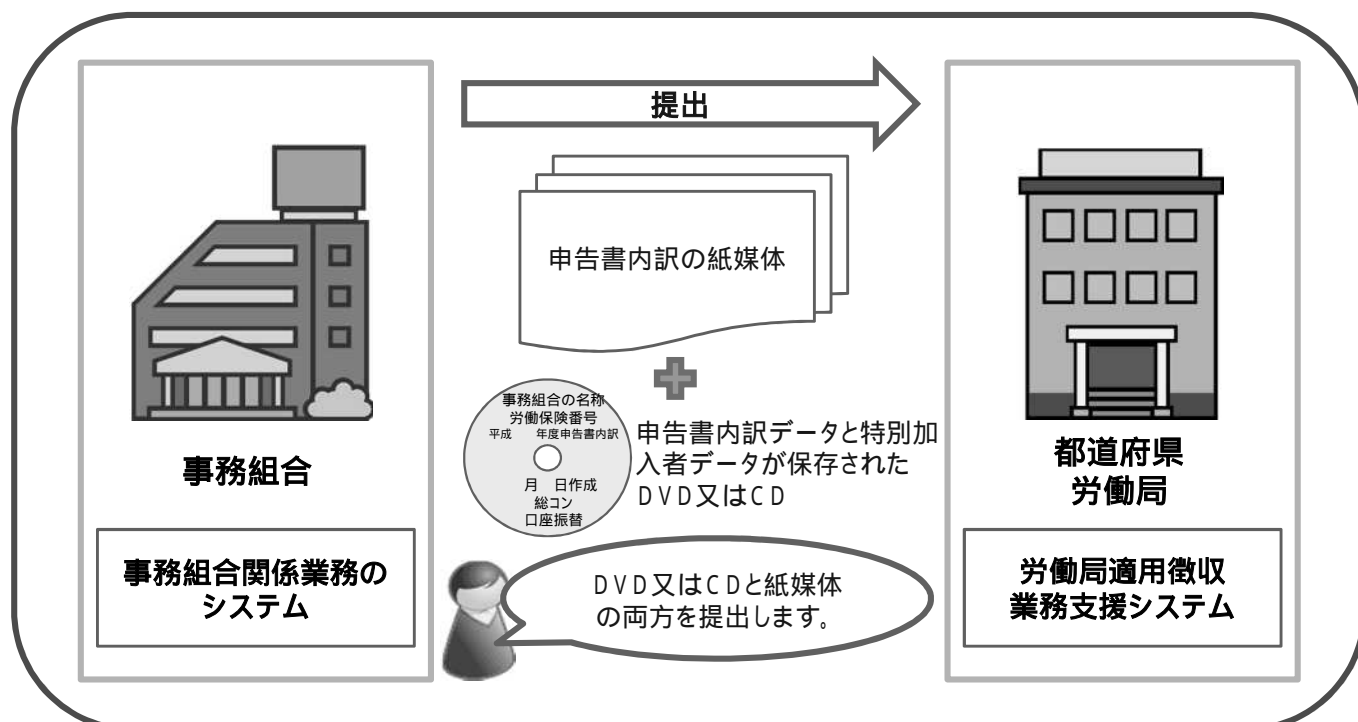 提出
申告書内訳の紙媒体
事務組合の名称
労働保険番号
平成　　年度申告書内訳
月　日作成
総コン
口座振替
申告書内訳データと特別加
入者データが保存された
DVD又はCD
事務組合
事務組合関係業務の
システム
DVD又はCDと紙媒体
の両方を提出します。
都道府県
労働局
労働局適用徴収
業務支援システム